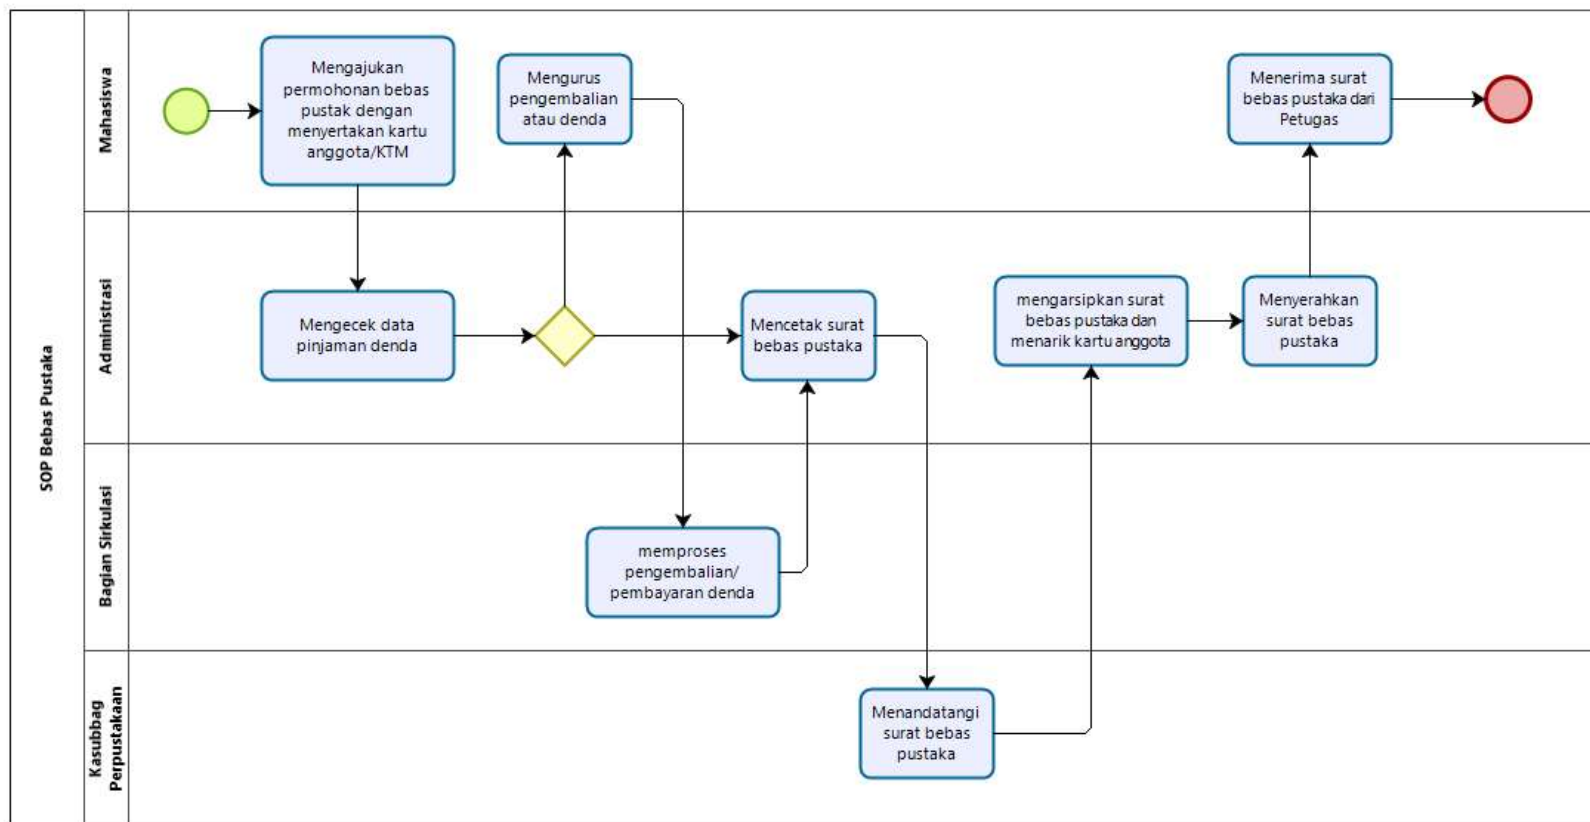 SOP Bebas Pustaka
Mahasiswa
Mengajukan
permohonan bebas
pustak dengan
menyertakan kartu
anggota/KTM
Mengurus
pengembalian
atau denda
Menerima surat
bebas pustaka dari
Petugas
Administrasi
Mengecek data
pinjaman denda
Mencetak surat
bebas pustaka
mengarsipkan surat
bebas pustaka dan
menarik kartu anggota
Menyerahkan
surat bebas
pustaka
Bagian Sirkulasi
memproses
pengembalian/
pembayaran denda
Kasubbag
Perpustakaan
Menandatangi
surat bebas
pustaka